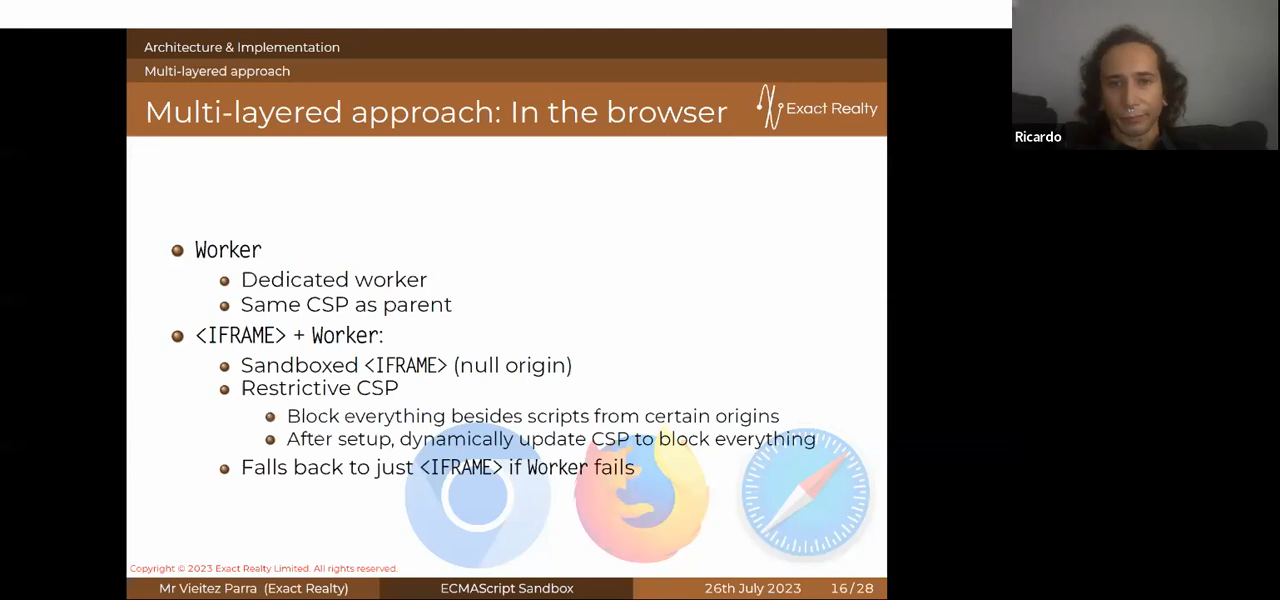 Architecture & Implementation
Multi-layered approach
Multi-layered approach: In the browser
Exact Realty
Ricardo
Worker
Dedicated worker
Same CSP as parent
<IFRAME> + Worker:
Sandboxed <IFRAME> (null origin)
Restrictive CSP
Block everything besides scripts from certain origins
After setup, dynamically update CSP to block everything
Falls back to just <IFRAME> if Worker fails
Copyright © 2023 Exact Realty Limited. All rights reserved.
Mr Vieitez Parra (Exact Realty) ECMAScript Sandbox 26th July 2023 16/28